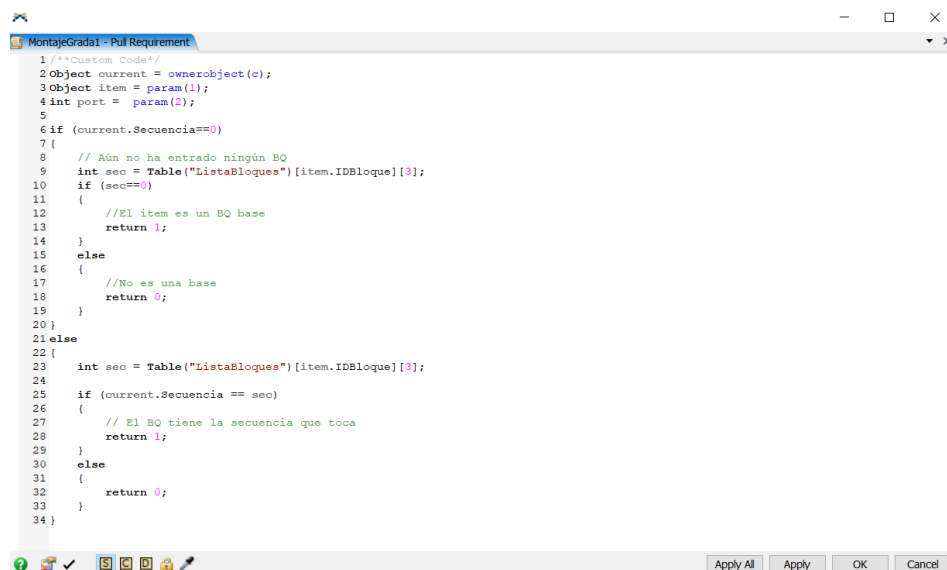 MontajeGrada1 - Pull Requirement
1 /**Custom Code*/
2 Object current = ownerobject(c);
3 Object item = param(1);
4 int port =  param(2);
5
6 if (current.Secuencia==0)
7 {
8     // Aún no ha entrado ningún BQ
9     int sec = Table("ListaBloques")[item.IDBloque][3];
10     if (sec==0)
11     {
12         //El item es un BQ base
13         return 1;
14     }
15     else
16     {
17         //No es una base
18         return 0;
19     }
20 }
21 else
22 {
23     int sec = Table("ListaBloques")[item.IDBloque][3];
24
25     if (current.Secuencia == sec)
26     {
27         // El BQ tiene la secuencia que toca
28         return 1;
29     }
30     else
31     {
32         return 0;
33     }
34 }
S C D Apply All Apply OK Cancel